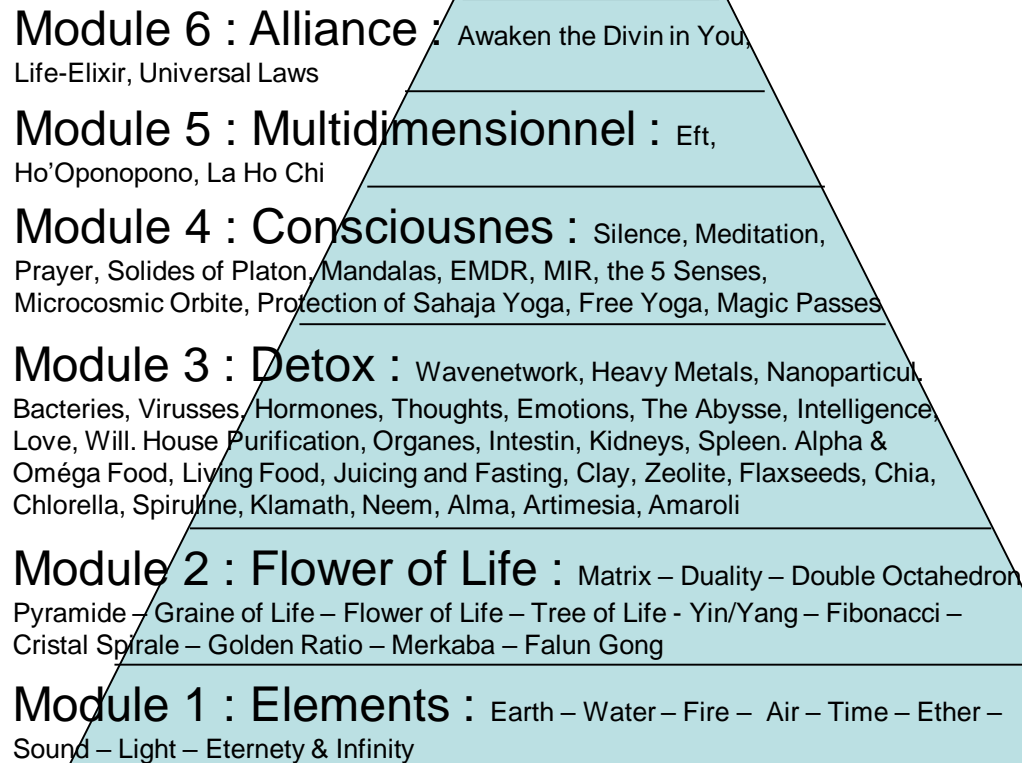 Module 6 : Alliance : Awaken the Divin in You,
Life-Elixir, Universal Laws
Module 5 : Multidimensionnel : Eft,
Ho’Oponopono, La Ho Chi
Module 4 : Consciousnes : Silence, Meditation,
Prayer, Solides of Platon, Mandalas, EMDR, MIR, the 5 Senses,
Microcosmic Orbite, Protection of Sahaja Yoga, Free Yoga, Magic Passes
Module 3 : Detox : Wavenetwork, Heavy Metals, Nanoparticul.
Bacteries, Virusses, Hormones, Thoughts, Emotions, The Abysse, Intelligence,
Love, Will. House Purification, Organes, Intestin, Kidneys, Spleen. Alpha &
Oméga Food, Living Food, Juicing and Fasting, Clay, Zeolite, Flaxseeds, Chia,
Chlorella, Spiruline, Klamath, Neem, Alma, Artimesia, Amaroli
Module 2 : Flower of Life : Matrix – Duality – Double Octahedron,
Pyramide – Graine of Life – Flower of Life – Tree of Life - Yin/Yang – Fibonacci –
Cristal Spirale – Golden Ratio – Merkaba – Falun Gong
Module 1 : Elements : Earth – Water – Fire – Air – Time – Ether –
Sound – Light – Eternety & Infinity